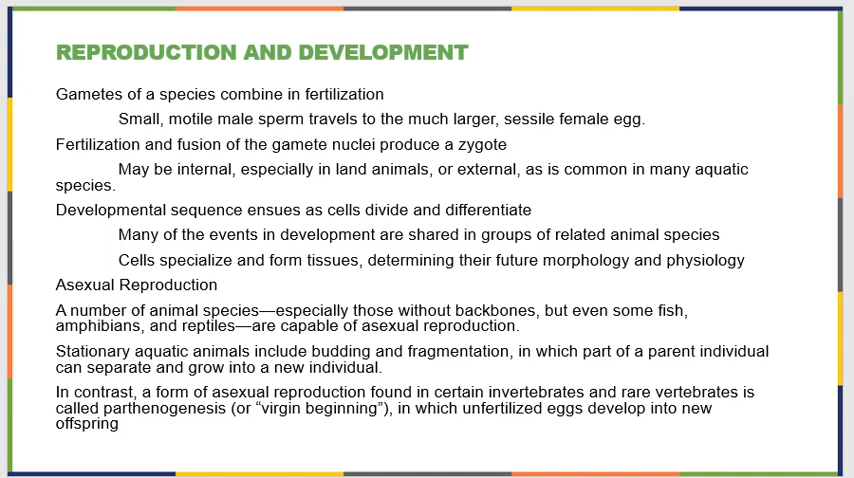 REPRODUCTION AND DEVELOPMENT
Gametes of a species combine in fertilization
Small, motile male sperm travels to the much larger, sessile female egg.
Fertilization and fusion of the gamete nuclei produce a zygote
May be internal, especially in land animals, or external, as is common in many aquatic
species.
Developmental sequence ensues as cells divide and differentiate
Many of the events in development are shared in groups of related animal species
Cells specialize and form tissues, determining their future morphology and physiology
Asexual Reproduction
A number of animal species—especially those without backbones, but even some fish,
amphibians, and reptiles—are capable of asexual reproduction.
Stationary aquatic animals include budding and fragmentation, in which part of a parent individual
can separate and grow into a new individual.
In contrast, a form of asexual reproduction found in certain invertebrates and rare vertebrates is
called parthenogenesis (or “virgin beginning”), in which unfertilized eggs develop into new
offspring